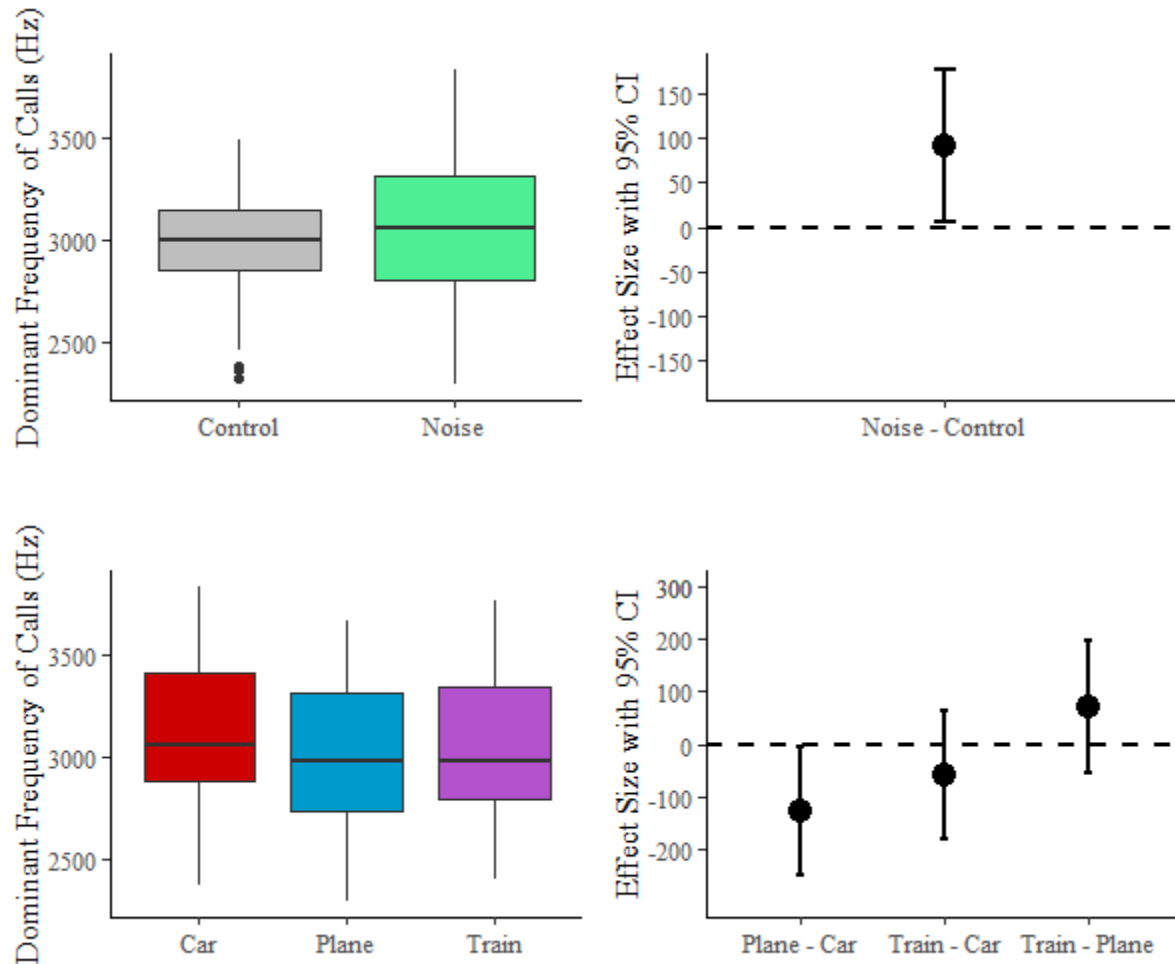 Dominant Frequency of Calls (Hz)
3500
3000
2500
Control
Noise
Effect Size with 95% CI
150
100
50
0
-50
-100
-150
Noise - Control
Dominant Frequency of Calls (Hz)
3500
3000
2500
Car
Plane
Train
Effect Size with 95% CI
300
200
100
0
-100
-200
Plane - Car
Train - Car
Train - Plane